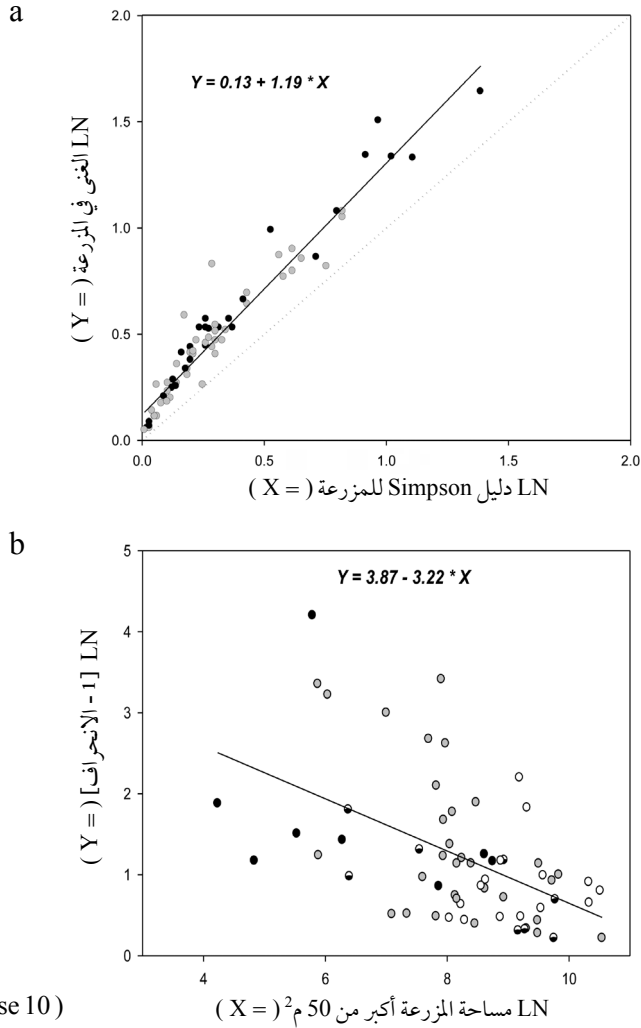 a
2.0
1.5
1.0
0.5
0.0
Y = 0.13 + 1.19 * X
LN الغنى في المزرعة ( = Y )
0.0 0.5 1.0 1.5 2.0
LN دليل Simpson للمزرعة ( = X )
b
5
4
3
2
1
0
Y = 3.87 - 3.22 * X
LN [1 - الانحراف] ( = Y )
4 6 8 10
LN مساحة المزرعة أكبر من 50 م2 ( = X )
se 10 )